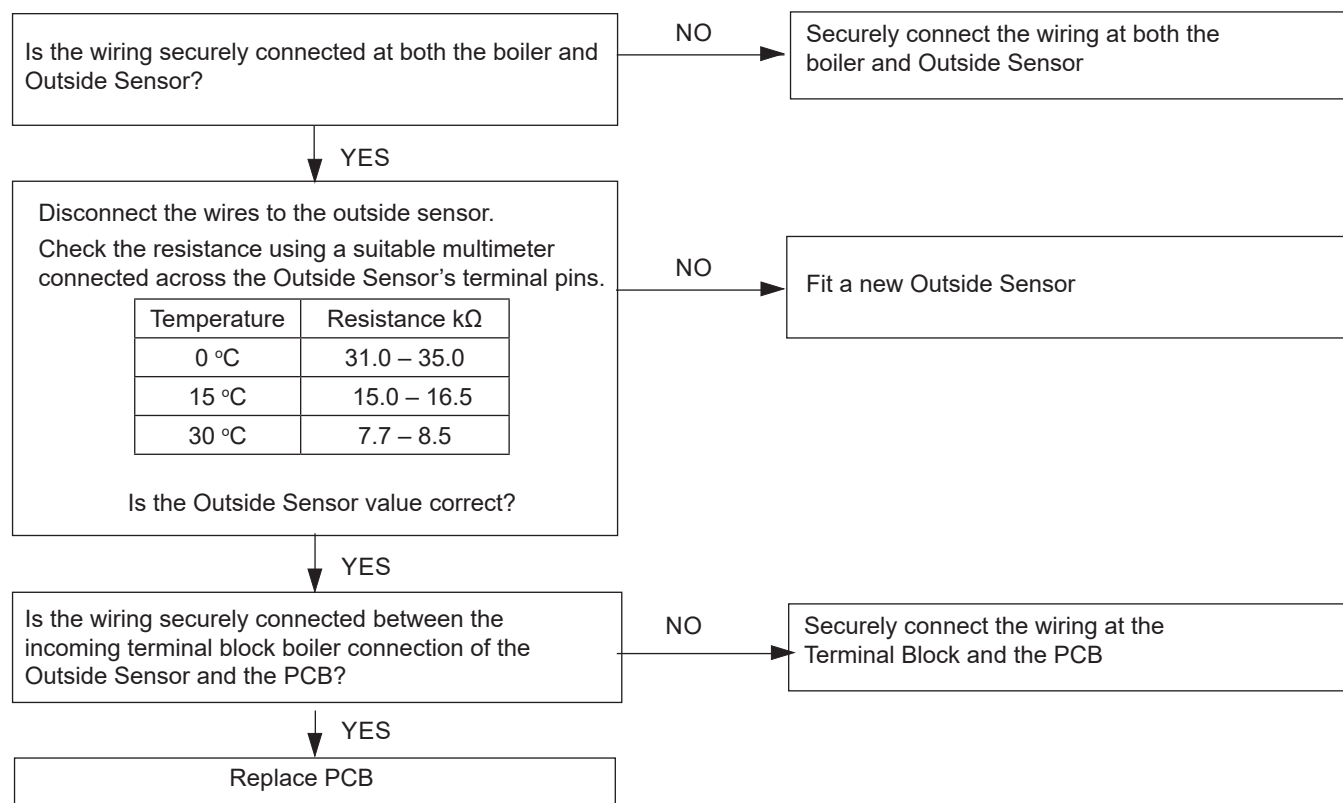 Is the wiring securely connected at both the boiler and
Outside Sensor?
NO
Securely connect the wiring at both the
boiler and Outside Sensor
YES
Disconnect the wires to the outside sensor.
Check the resistance using a suitable multimeter
connected across the Outside Sensor’s terminal pins.
Temperature Resistance kΩ
0 °C 31.0 – 35.0
15 °C 15.0 – 16.5
30 °C 7.7 – 8.5
Is the Outside Sensor value correct?
NO
Fit a new Outside Sensor
YES
Is the wiring securely connected between the
incoming terminal block boiler connection of the
Outside Sensor and the PCB?
NO
Securely connect the wiring at the
Terminal Block and the PCB
YES
Replace PCB